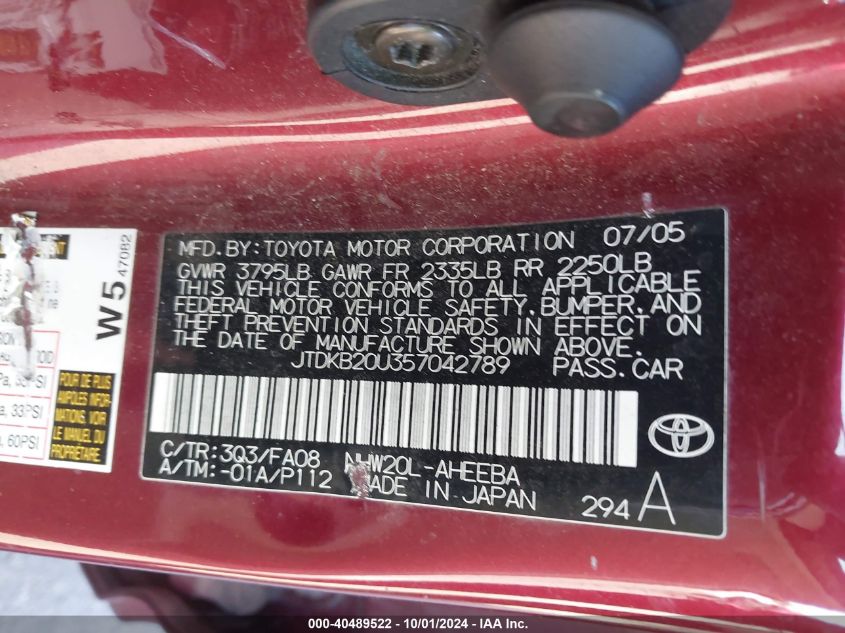 MFD. BY: TOYOTA MOTOR CORPORATION 07/05
GVWR 3795LB GAWR FR 2335LB RR 2250LB
THIS VEHICLE CONFORMS TO ALL APPLICABLE
FEDERAL MOTOR VEHICLE SAFETY, BUMPER, AND
THEFT PREVENTION STANDARDS IN EFFECT ON
THE DATE OF MANUFACTURE SHOWN ABOVE.
JTDKB20U357042789 PASS.CAR
C/TR: 3Q3/FA08 NHW20L-AHEEBA
A/TM: -01A/P112 MADE IN JAPAN
294 A
W5 47082
POUR DE PLUS
AMPLES INFOR-
MATIONS, VOIR
LE MANUEL DU
PROPRIÉTAIRE
33PSI
60PSI
000-40489522 - 10/01/2024 - IAA Inc.